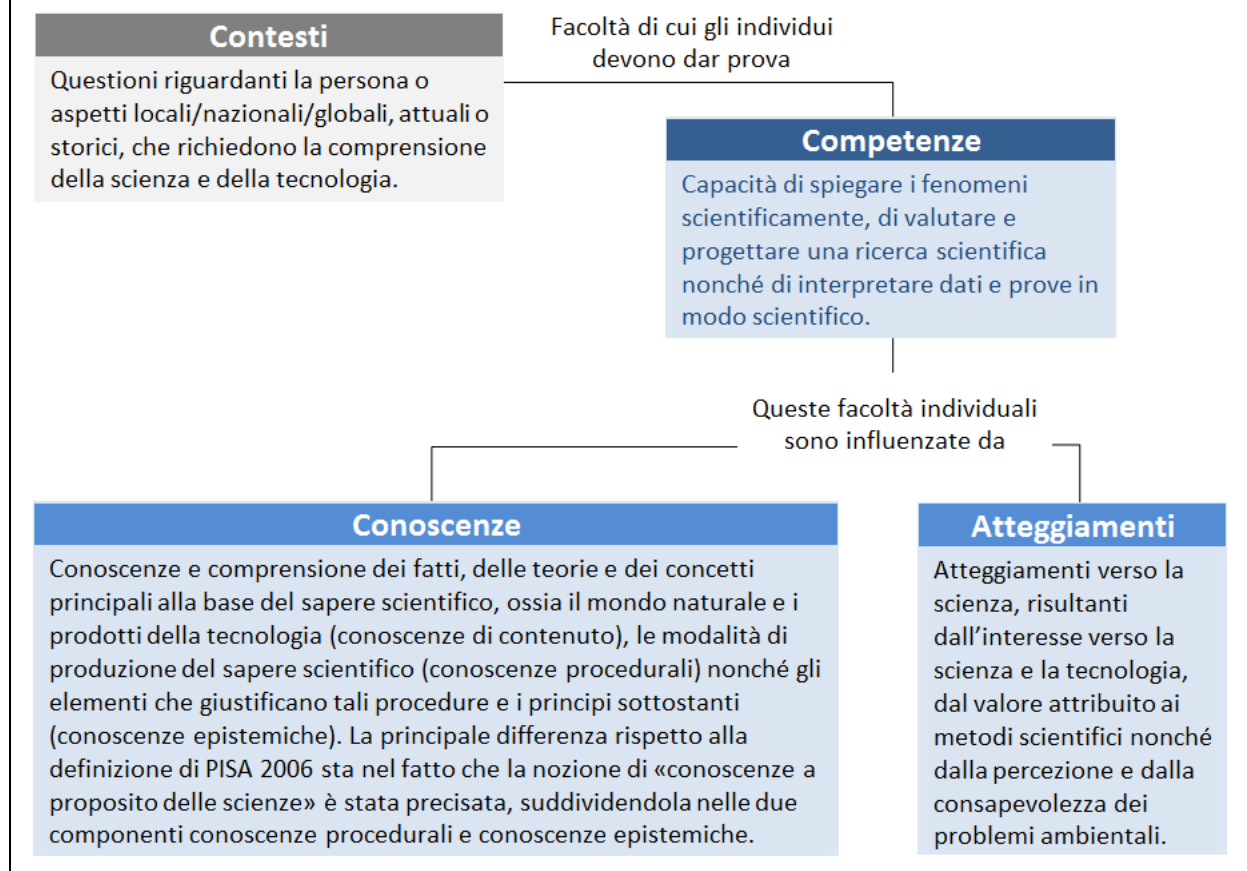 Contesti
Questioni riguardanti la persona o
aspetti locali/nazionali/globali, attuali o
storici, che richiedono la comprensione
della scienza e della tecnologia.
Facoltà di cui gli individui
devono dar prova
Competenze
Capacità di spiegare i fenomeni
scientificamente, di valutare e
progettare una ricerca scientifica
nonché di interpretare dati e prove in
modo scientifico.
Queste facoltà individuali
sono influenzate da
Conoscenze
Conoscenze e comprensione dei fatti, delle teorie e dei concetti
principali alla base del sapere scientifico, ossia il mondo naturale e i
prodotti della tecnologia (conoscenze di contenuto), le modalità di
produzione del sapere scientifico (conoscenze procedurali) nonché gli
elementi che giustificano tali procedure e i principi sottostanti
(conoscenze epistemiche). La principale differenza rispetto alla
definizione di PISA 2006 sta nel fatto che la nozione di «conoscenze a
proposito delle scienze» è stata precisata, suddividendola nelle due
componenti conoscenze procedurali e conoscenze epistemiche.
Atteggiamenti
Atteggiamenti verso la
scienza, risultanti
dall’interesse verso la
scienza e la tecnologia,
dal valore attribuito ai
metodi scientifici nonché
dalla percezione e dalla
consapevolezza dei
problemi ambientali.